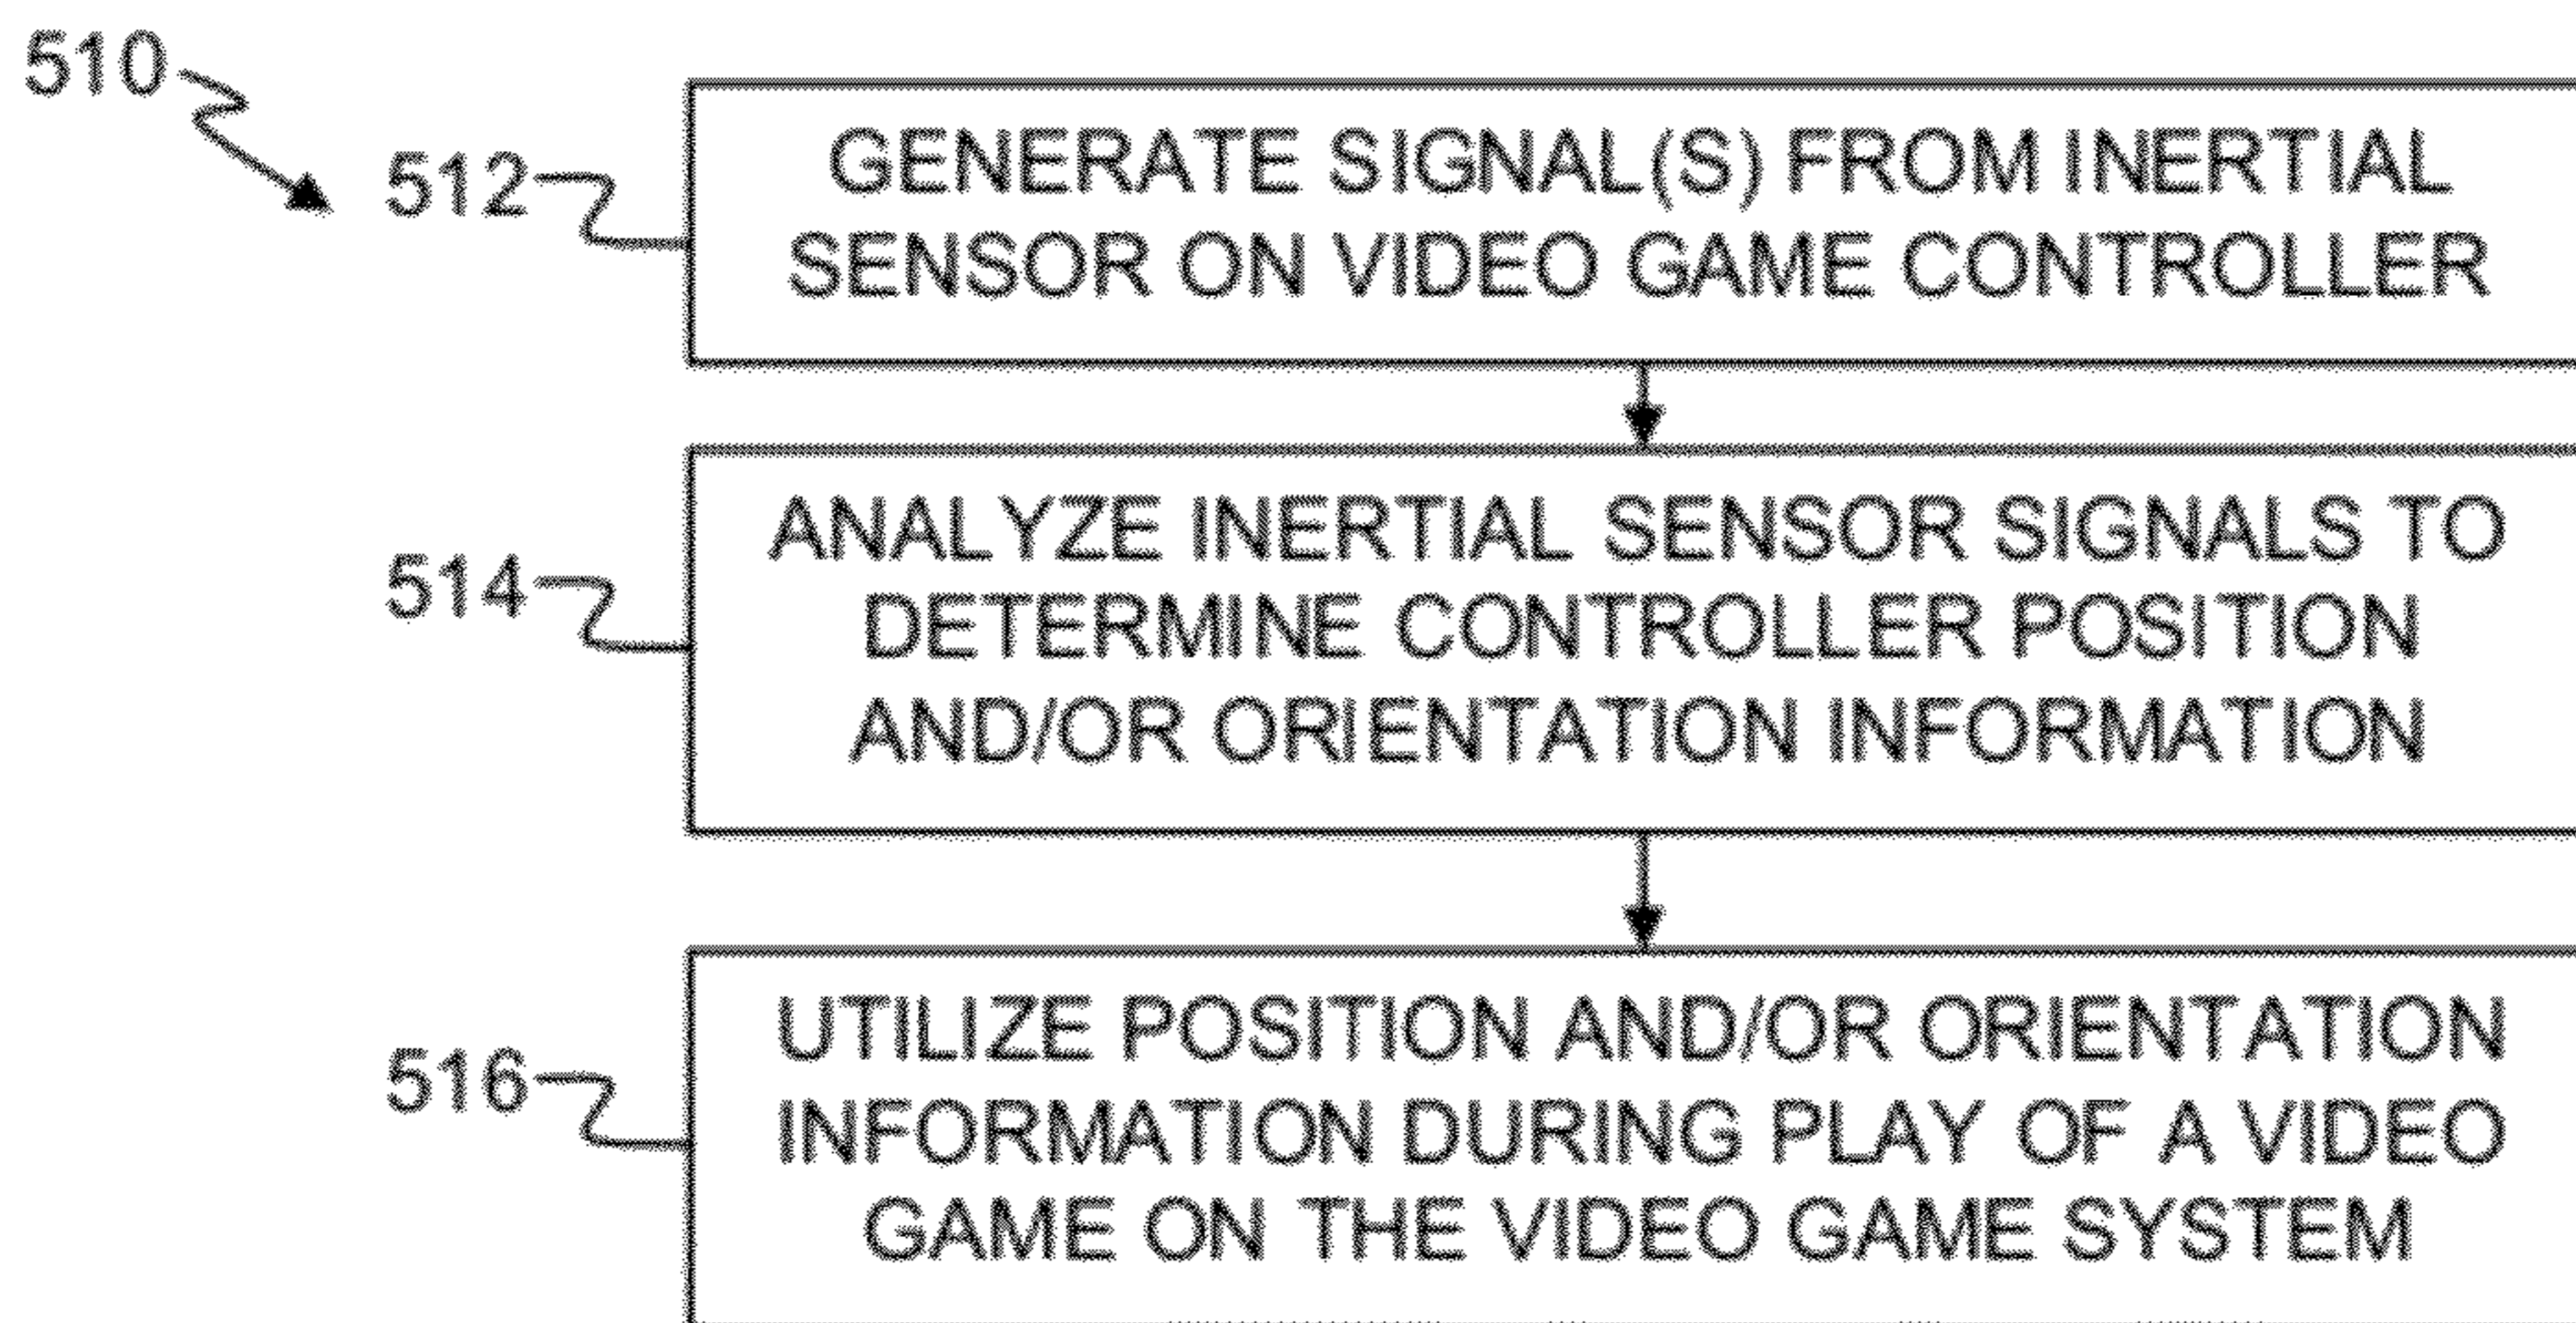 510
512
GENERATE SIGNAL(S) FROM INERTIAL
SENSOR ON VIDEO GAME CONTROLLER
514
ANALYZE INERTIAL SENSOR SIGNALS TO
DETERMINE CONTROLLER POSITION
AND/OR ORIENTATION INFORMATION
516
UTILIZE POSITION AND/OR ORIENTATION
INFORMATION DURING PLAY OF A VIDEO
GAME ON THE VIDEO GAME SYSTEM